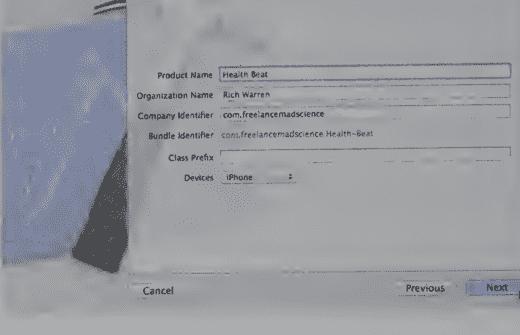 Product Name Health Beat
Organization Name Rich Warren
Company Identifier com.freelancemadscience
Bundle Identifier com.freelancemadscience.Health-Beat
Class Prefix
Devices iPhone
Cancel Previous Next